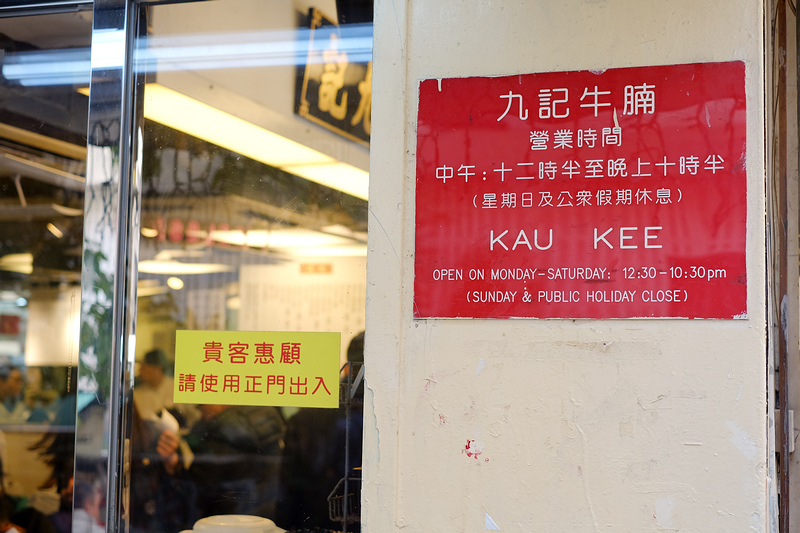 九記牛腩
營業時間
中午:十二時半至晚上十時半
(星期日及公眾假期休息)
KAU KEE
OPEN ON MONDAY-SATURDAY: 12:30-10:30pm
(SUNDAY & PUBLIC HOLIDAY CLOSE)
貴客惠顧
請使用正門出入
記九